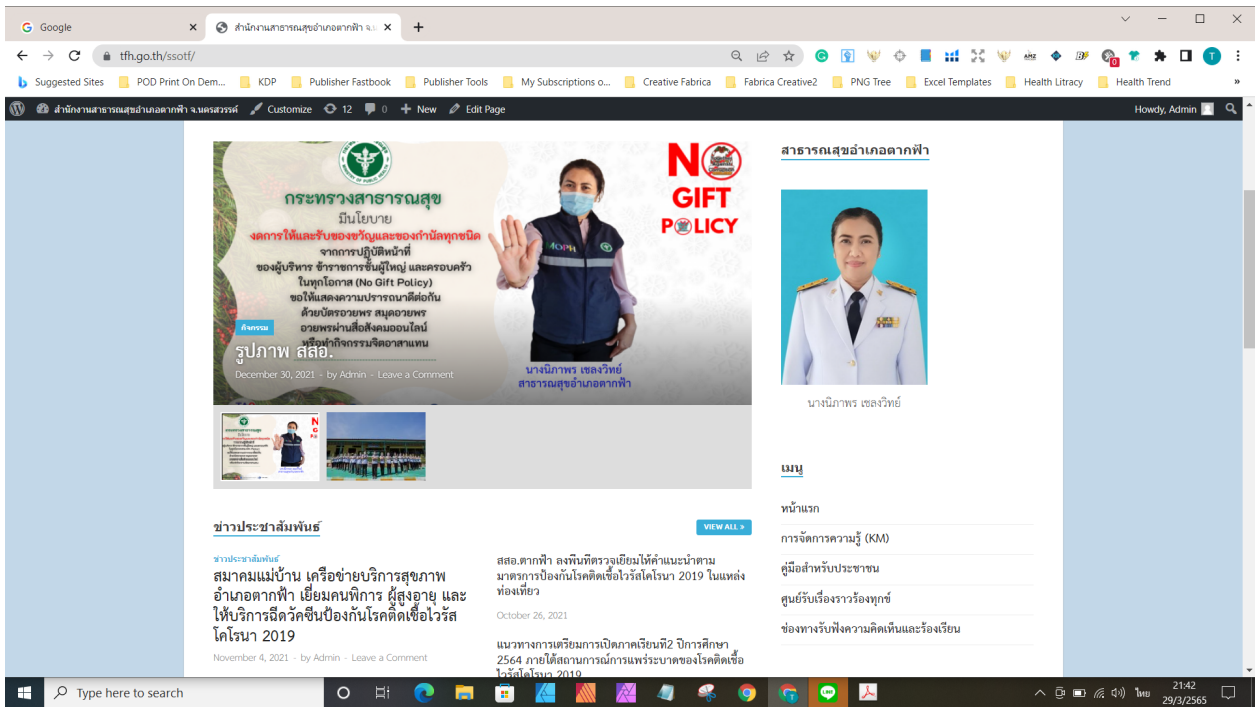 Google
สำนักงานสาธารณสุขอำเภอตากฟ้า จ.น
tfh.go.th/ssotf/
Suggested Sites
POD Print On Dem...
KDP
Publisher Fastbook
Publisher Tools
My Subscriptions o...
Creative Fabrica
Fabrica Creative2
PNG Tree
Excel Templates
Health Litracy
Health Trend
»
สำนักงานสาธารณสุขอำเภอตากฟ้า จ.นครสวรรค์
Customize
12
0
New
Edit Page
Howdy, Admin
กระทรวงสาธารณสุข
มีนโยบาย
งดการให้และรับของขวัญและของกำนัลทุกชนิด
จากการปฏิบัติหน้าที่
ของผู้บริหาร ข้าราชการชั้นผู้ใหญ่ และครอบครัว
ในทุกโอกาส (No Gift Policy)
ขอให้แสดงความปรารถนาดีต่อกัน
ด้วยบัตรอวยพร สมุดอวยพร
อวยพรผ่านสื่อสังคมออนไลน์
หรือทำกิจกรรมจิตอาสาแทน
MOPH
NO
GIFT
POLICY
นางนิภาพร เชลงวิทย์
สาธารณสุขอำเภอตากฟ้า
กิจกรรม
รูปภาพ สสอ.
December 30, 2021 - by Admin - Leave a Comment
สาธารณสุขอำเภอตากฟ้า
นางนิภาพร เชลงวิทย์
เมนู
หน้าแรก
การจัดการความรู้ (KM)
คู่มือสำหรับประชาชน
ศูนย์รับเรื่องราวร้องทุกข์
ช่องทางรับฟังความคิดเห็นและร้องเรียน
ข่าวประชาสัมพันธ์
VIEW ALL »
ข่าวประชาสัมพันธ์
สมาคมแม่บ้าน เครือข่ายบริการสุขภาพ
อำเภอตากฟ้า เยี่ยมคนพิการ ผู้สูงอายุ และ
ให้บริการฉีดวัคซีนป้องกันโรคติดเชื้อไวรัส
โคโรนา 2019
November 4, 2021 - by Admin - Leave a Comment
สสอ.ตากฟ้า ลงพื้นที่ตรวจเยี่ยมให้คำแนะนำตาม
มาตรการป้องกันโรคติดเชื้อไวรัสโคโรนา 2019 ในแหล่ง
ท่องเที่ยว
October 26, 2021
แนวทางการเตรียมการเปิดภาคเรียนที่2 ปีการศึกษา
2564 ภายใต้สถานการณ์การแพร่ระบาดของโรคติดเชื้อ
ไวรัสโคโรนา 2019
Type here to search
ไทย
21:42
29/3/2565